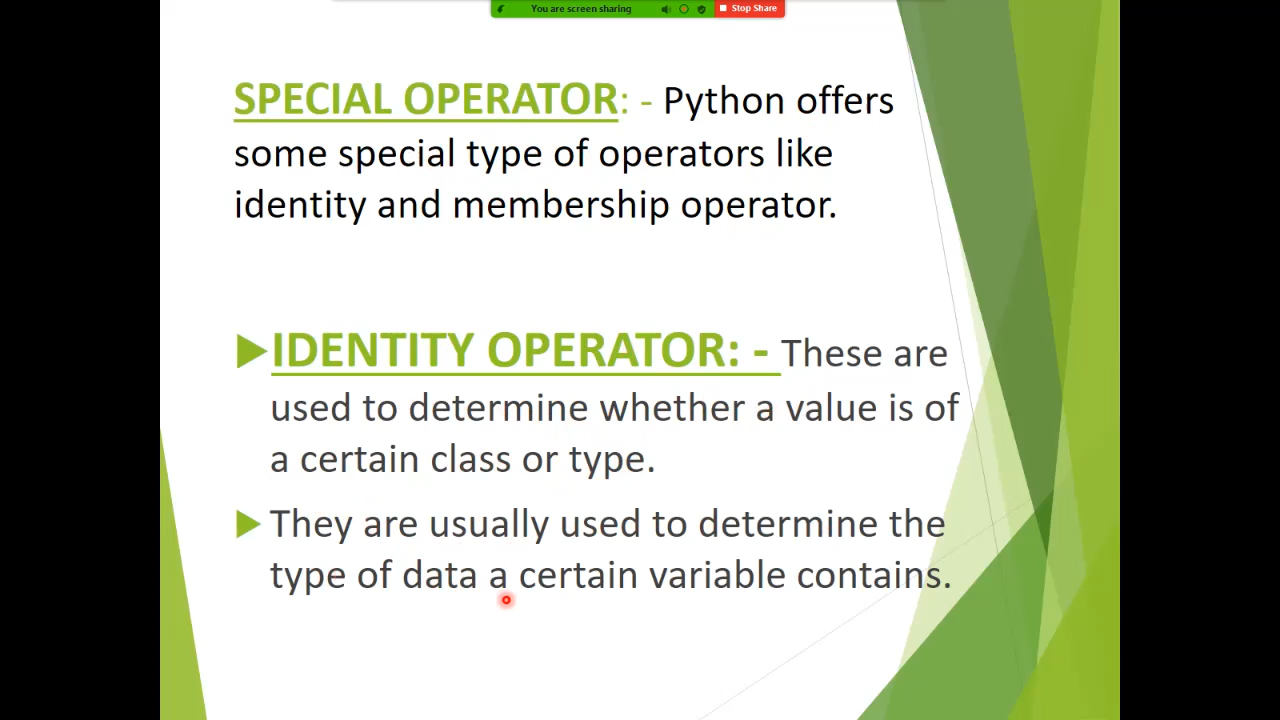 You are screen sharing
Stop Share
SPECIAL OPERATOR: - Python offers
some special type of operators like
identity and membership operator.
IDENTITY OPERATOR: - These are
used to determine whether a value is of
a certain class or type.
They are usually used to determine the
type of data a certain variable contains.